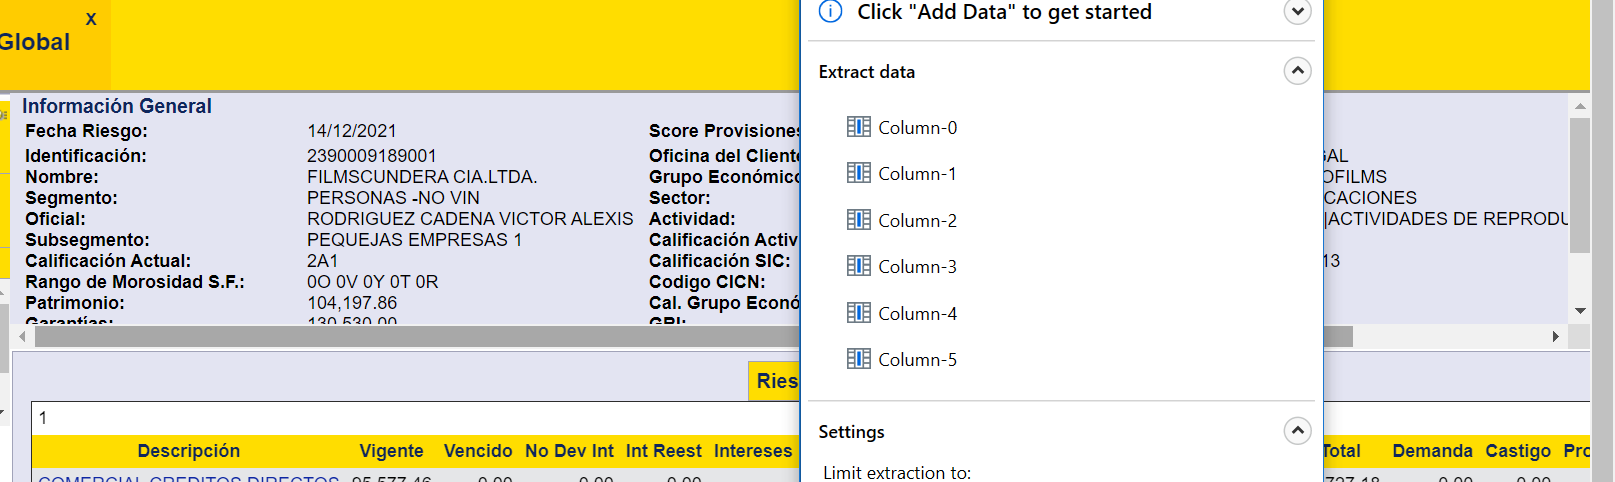 X
Global
Información General
Fecha Riesgo: 14/12/2021 Score Provisiones
Identificación: 2390009189001 Oficina del Cliente GAL
Nombre: FILMSCUNDERA CIA.LTDA. Grupo Económico OFILMS
Segmento: PERSONAS -NO VIN Sector: CACIONES
Oficial: RODRIGUEZ CADENA VICTOR ALEXIS Actividad: |ACTIVIDADES DE REPRODU
Subsegmento: PEQUEJAS EMPRESAS 1 Calificación Activ
Calificación Actual: 2A1 Calificación SIC: 13
Rango de Morosidad S.F.: 0O 0V 0Y 0T 0R Codigo CICN:
Patrimonio: 104,197.86 Cal. Grupo Econó
Garantías: 130,530.00 GRI:
Ries
1
Descripción Vigente Vencido No Dev Int Int Reest Intereses Total Demanda Castigo Pro
COMERCIAL CREDITOS DIRECTOS 95,577.46 0.00 0.00 0.00 727.18 0.00 0.00
Click "Add Data" to get started
Extract data
Column-0
Column-1
Column-2
Column-3
Column-4
Column-5
Settings
Limit extraction to: